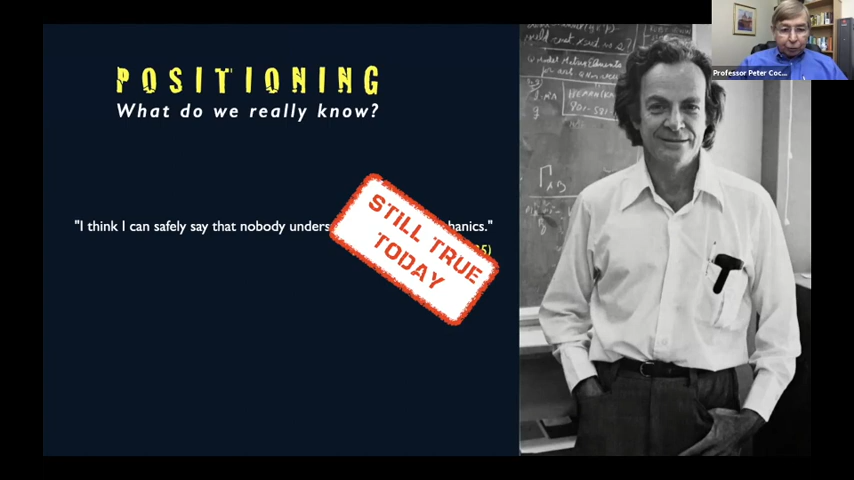 POSITIONING
What do we really know?
"I think I can safely say that nobody unders hanics."
5)
STILL TRUE
TODAY
Professor Peter Coc...